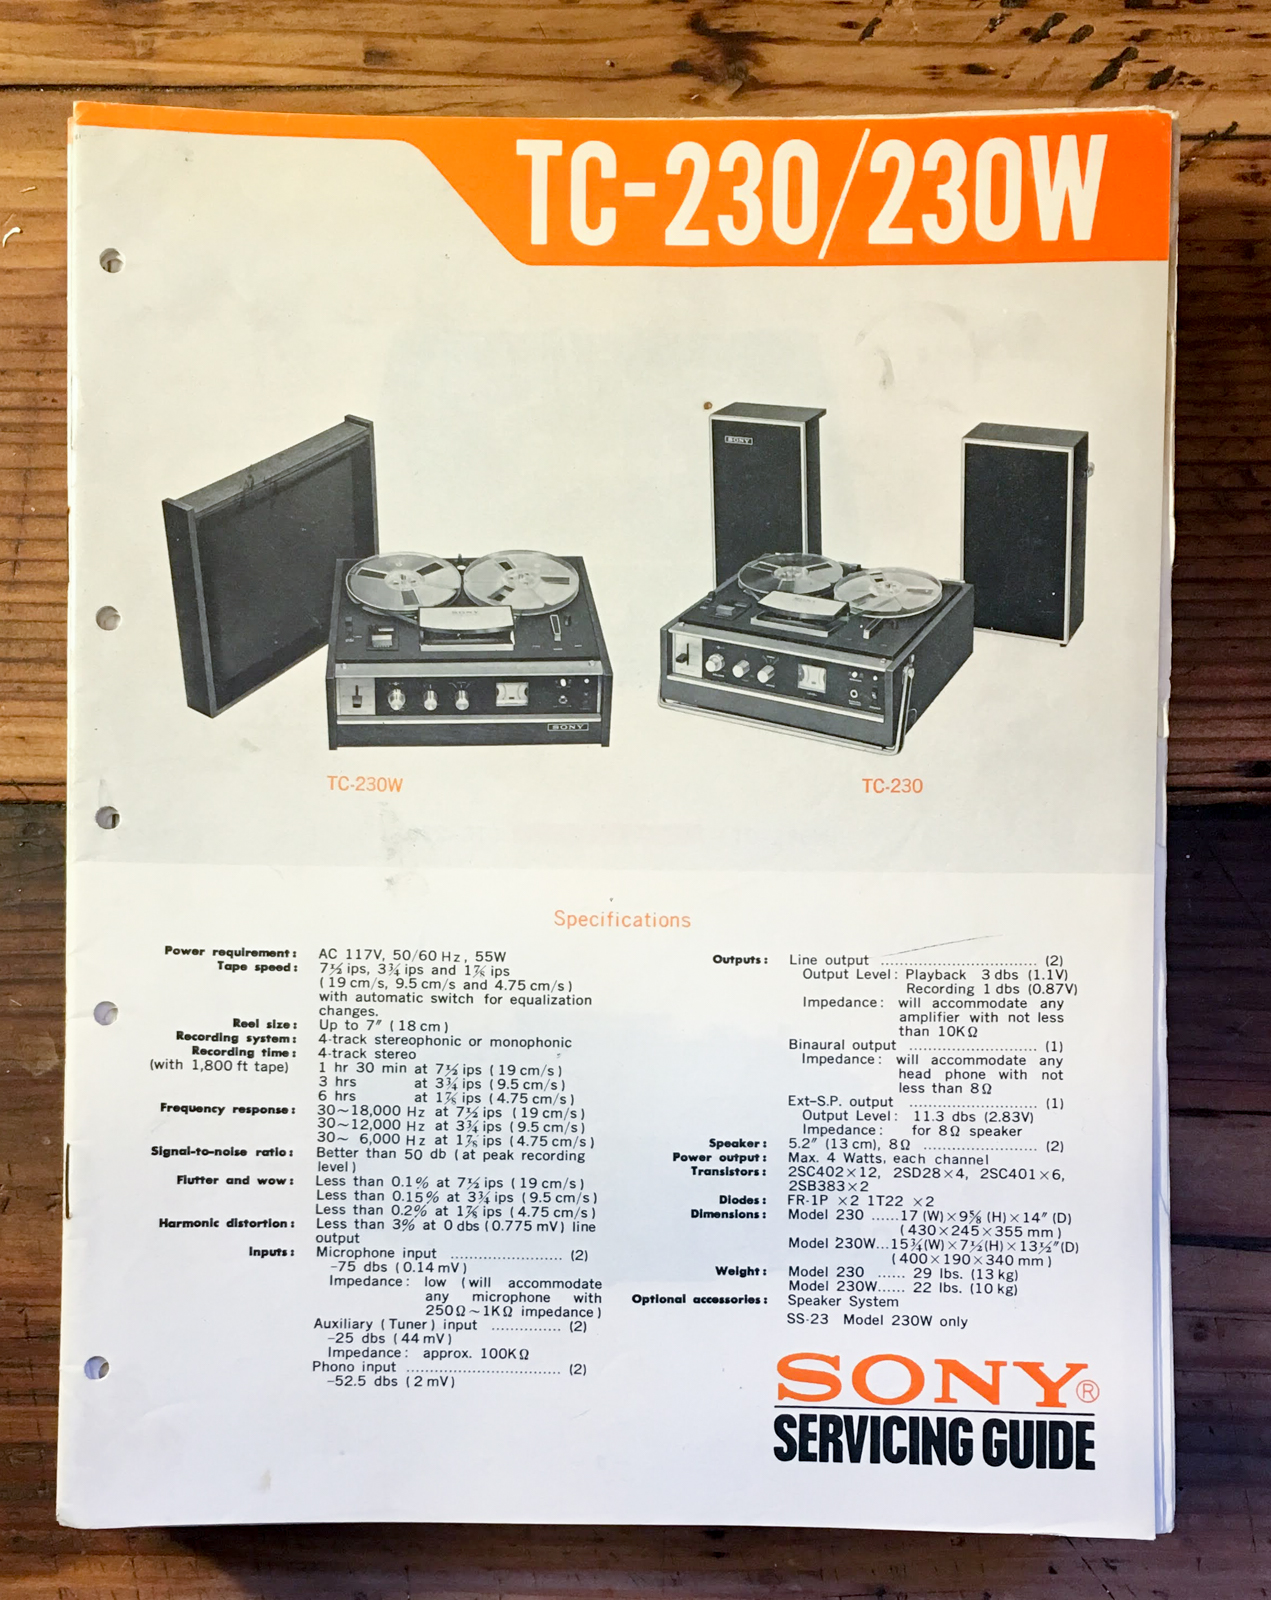 TC-230/230W
SONY
SONY
SONY
TC-230W
TC-230
Specifications
Power requirement: AC 117V, 50/60 Hz, 55W
Tape speed: 7½ ips, 3¾ ips and 1⅞ ips
(19 cm/s, 9.5 cm/s and 4.75 cm/s)
with automatic switch for equalization
changes.
Reel size: Up to 7″ (18 cm)
Recording system: 4-track stereophonic or monophonic
Recording time: 4-track stereo
(with 1,800 ft tape) 1 hr 30 min at 7½ ips (19 cm/s)
3 hrs at 3¾ ips (9.5 cm/s)
6 hrs at 1⅞ ips (4.75 cm/s)
Frequency response: 30~18,000 Hz at 7½ ips (19 cm/s)
30~12,000 Hz at 3¾ ips (9.5 cm/s)
30~ 6,000 Hz at 1⅞ ips (4.75 cm/s)
Signal-to-noise ratio: Better than 50 db (at peak recording
level)
Flutter and wow: Less than 0.1% at 7½ ips (19 cm/s)
Less than 0.15% at 3¾ ips (9.5 cm/s)
Less than 0.2% at 1⅞ ips (4.75 cm/s)
Harmonic distortion: Less than 3% at 0 dbs (0.775 mV) line
output
Inputs: Microphone input ................ (2)
-75 dbs (0.14 mV)
Impedance: low (will accommodate
any microphone with
250Ω~1KΩ impedance)
Auxiliary (Tuner) input .............. (2)
-25 dbs (44 mV)
Impedance: approx. 100KΩ
Phono input ............................... (2)
-52.5 dbs (2 mV)
Outputs: Line output ............................... (2)
Output Level: Playback 3 dbs (1.1V)
Recording 1 dbs (0.87V)
Impedance: will accommodate any
amplifier with not less
than 10KΩ
Binaural output ......................... (1)
Impedance: will accommodate any
head phone with not
less than 8Ω
Ext-S.P. output ......................... (1)
Output Level: 11.3 dbs (2.83V)
Impedance: for 8Ω speaker
Speaker: 5.2″ (13 cm), 8Ω ...................... (2)
Power output: Max. 4 Watts, each channel
Transistors: 2SC402×12, 2SD28×4, 2SC401×6,
2SB383×2
Diodes: FR-1P ×2 1T22 ×2
Dimensions: Model 230 ......17 (W)×9⅝ (H)×14″ (D)
(430×245×355 mm)
Model 230W...15¾(W)×7½(H)×13½″(D)
(400×190×340 mm)
Weight: Model 230 ...... 29 lbs. (13 kg)
Model 230W...... 22 lbs. (10 kg)
Optional accessories: Speaker System
SS-23 Model 230W only
SONY®
SERVICING GUIDE